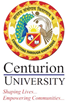 Centurion
UNIVERSITY
Shaping Lives...
Empowering Communities...